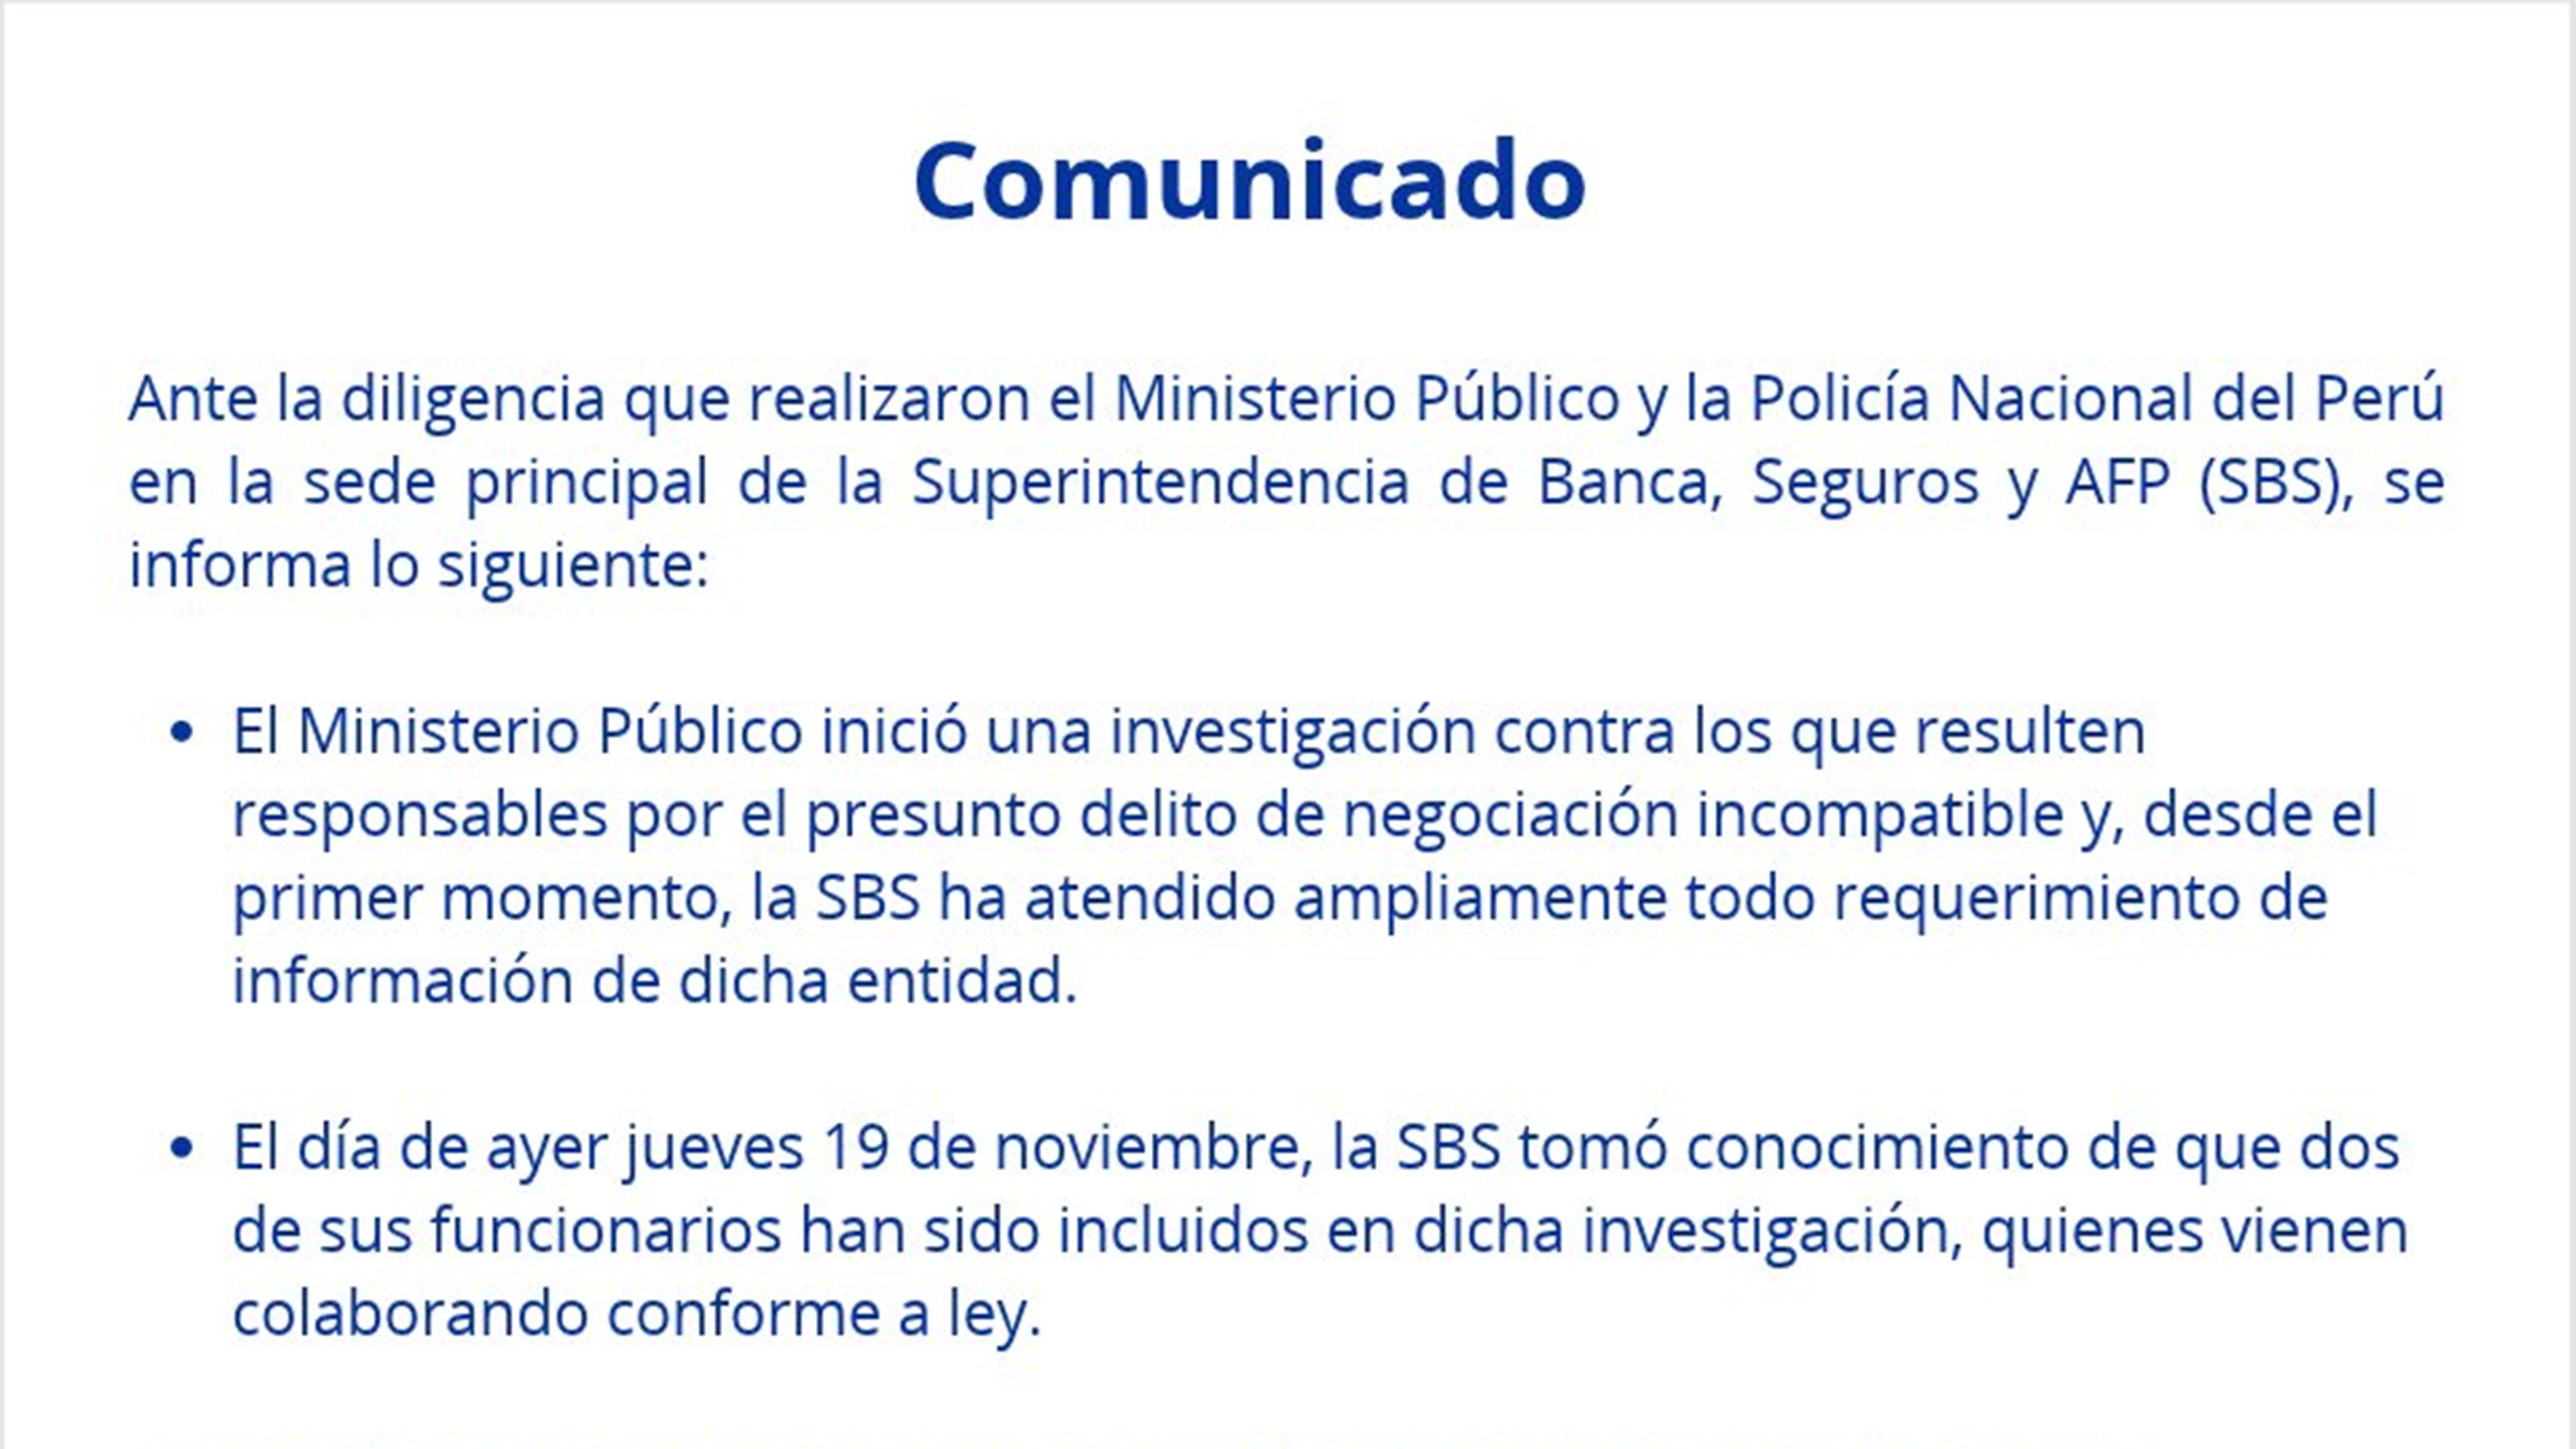 Comunicado
Ante la diligencia que realizaron el Ministerio Público y la Policía Nacional del Perú
en la sede principal de la Superintendencia de Banca, Seguros y AFP (SBS), se
informa lo siguiente:
• El Ministerio Público inició una investigación contra los que resulten
responsables por el presunto delito de negociación incompatible y, desde el
primer momento, la SBS ha atendido ampliamente todo requerimiento de
información de dicha entidad.
• El día de ayer jueves 19 de noviembre, la SBS tomó conocimiento de que dos
de sus funcionarios han sido incluidos en dicha investigación, quienes vienen
colaborando conforme a ley.